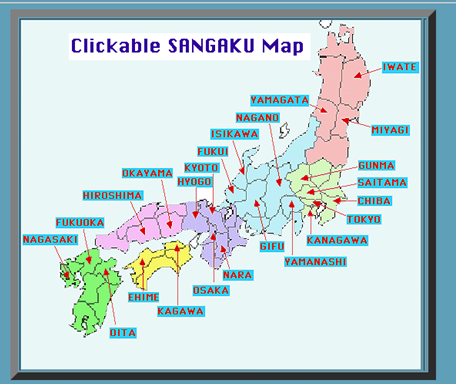 Clickable SANGAKU Map
IWATE
YAMAGATA
NAGANO
MIYAGI
ISIKAWA
FUKUI
GUNMA
KYOTO
OKAYAMA
HYOGO
SAITAMA
HIROSHIMA
CHIBA
FUKUOKA
TOKYO
NAGASAKI
KANAGAWA
GIFU
YAMANASHI
NARA
OSAKA
EHIME
KAGAWA
OITA